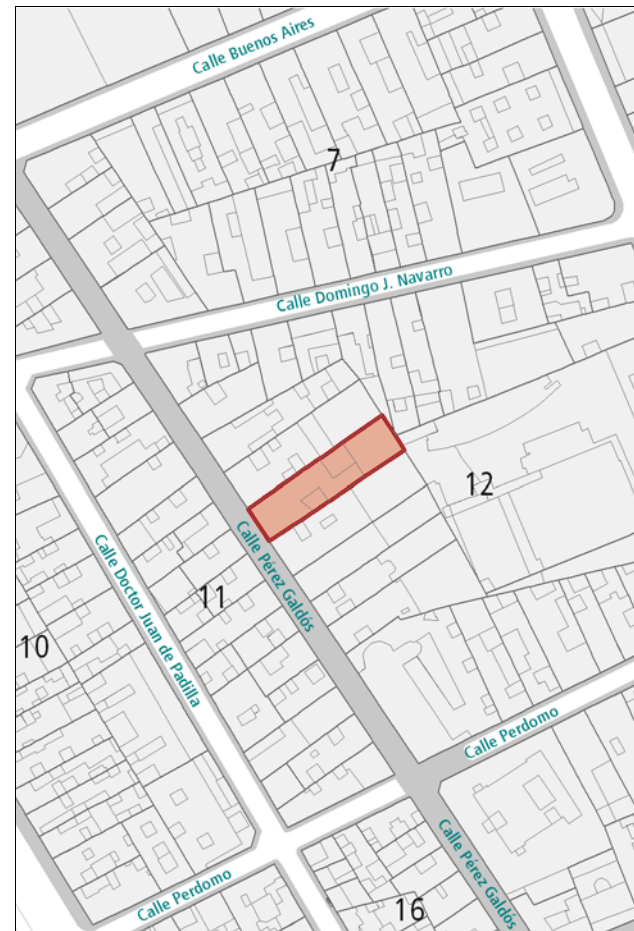 Calle Buenos Aires
7
Calle Domingo J. Navarro
12
Calle Pérez Galdós
Calle Doctor Juan de Padilla
11
10
Calle Perdomo
Calle Pérez Galdós
Calle Perdomo
16